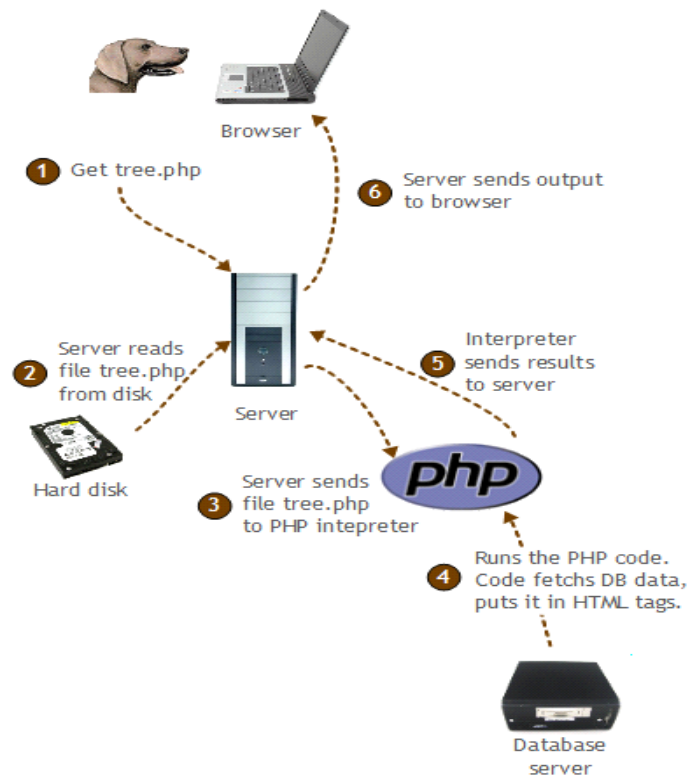 Browser
1 Get tree.php
6 Server sends output
to browser
Server reads
2 file tree.php
from disk
Server
Hard disk
5 Interpreter
sends results
to server
php
Server sends
3 file tree.php
to PHP intepreter
Runs the PHP code.
4 Code fetchs DB data,
puts it in HTML tags.
Database
server